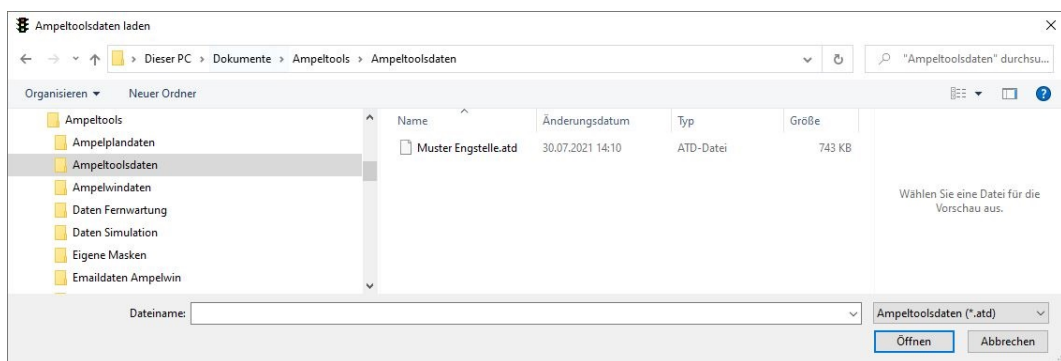 Ampeltoolsdaten laden
Dieser PC > Dokumente > Ampeltools > Ampeltoolsdaten
"Ampeltoolsdaten" durchsu...
Organisieren Neuer Ordner
Ampeltools
Ampelplandaten
Ampeltoolsdaten
Ampelwindaten
Daten Fernwartung
Daten Simulation
Eigene Masken
Emaildaten Ampelwin
Name Änderungsdatum Typ Größe
Muster Engstelle.atd 30.07.2021 14:10 ATD-Datei 743 KB
Wählen Sie eine Datei für die
Vorschau aus.
Dateiname:
Ampeltoolsdaten (*.atd)
Öffnen Abbrechen